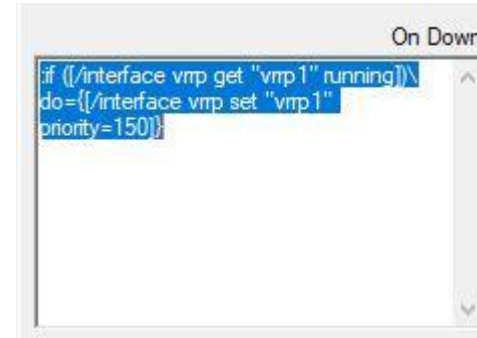 On Down
:if ([/interface vrrp get "vrrp1" running])\
do={[/interface vrrp set "vrrp1"
priority=150]}